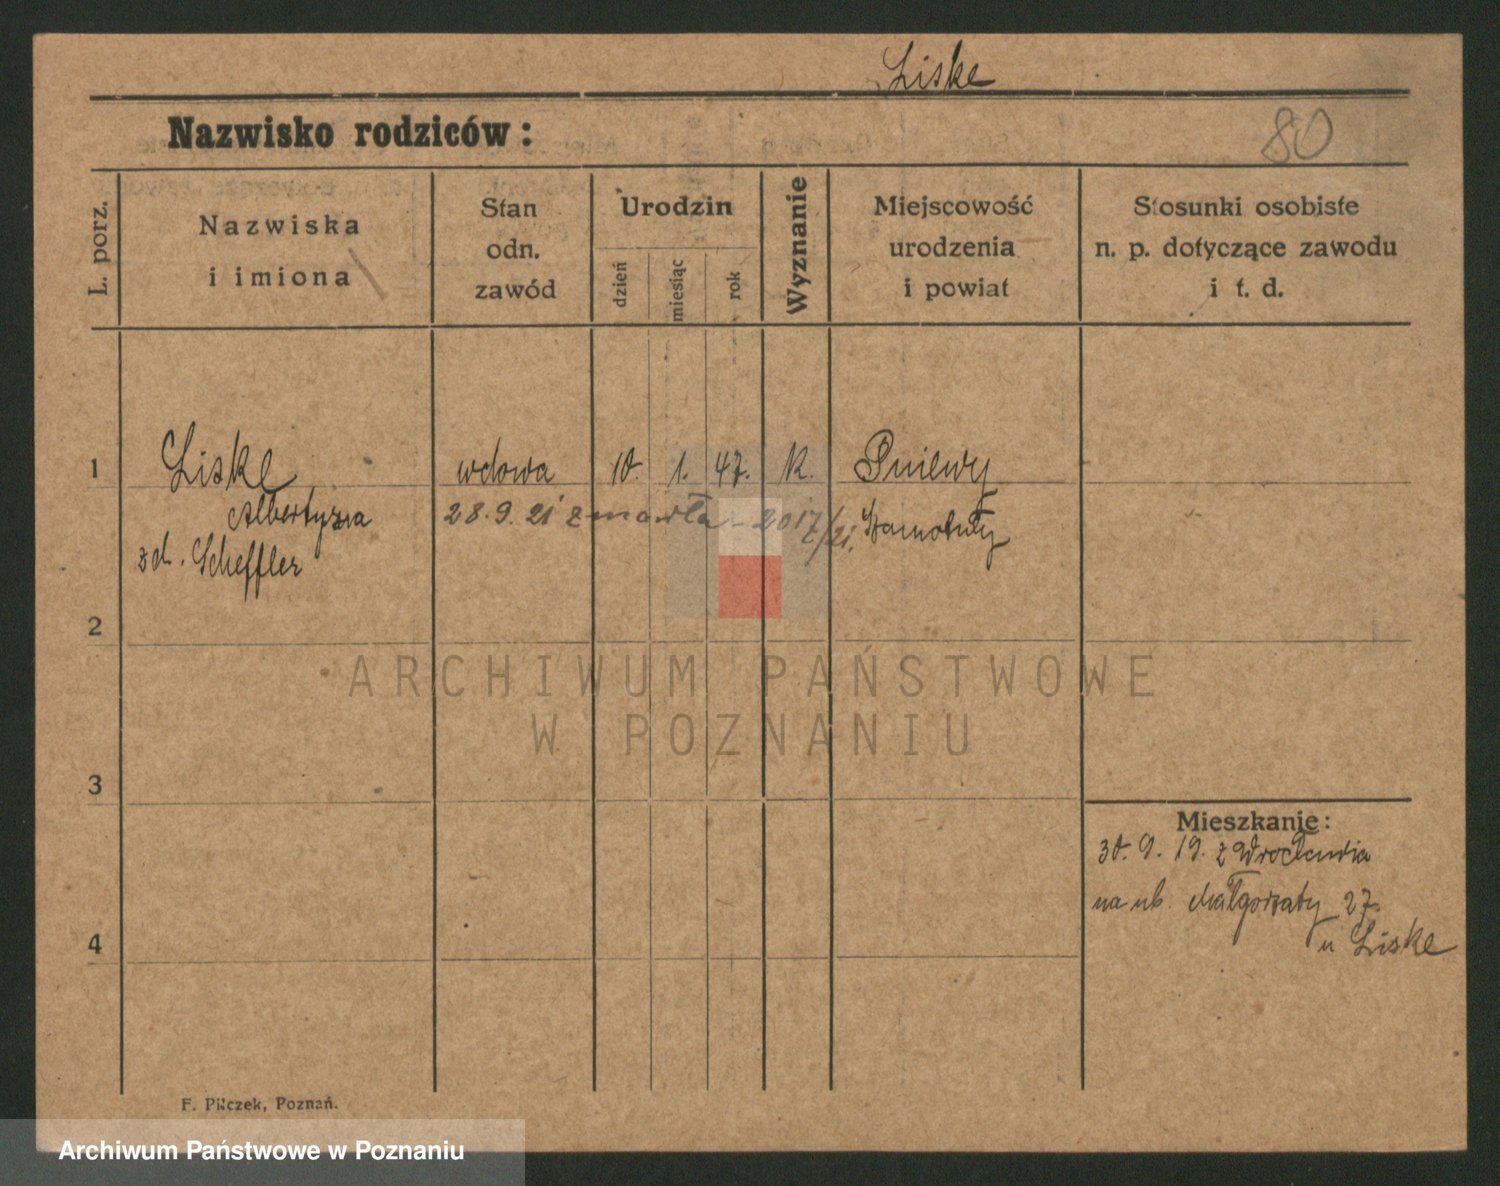 Liske
Nazwisko rodziców:
80
L. porz.
Nazwiska
i imiona
Stan
odn.
zawód
Urodzin
dzień
miesiąc
rok
Wyznanie
Miejscowość
urodzenia
i powiat
Stosunki osobiste
n. p. dotyczące zawodu
i t. d.
1
Liske
Albertyna
zd. Scheffler
wdowa
10. 1. 47. K.
Pniewy
Szamotuły
28.9.21 zmarła - 2017/21.
2
ARCHIWUM PAŃSTWOWE
W POZNANIU
3
Mieszkanie:
30. 9. 19. z Wrocławia
na ul. Małgorzaty 27.
u Liske
4
F. Pilczek, Poznań.
Archiwum Państwowe w Poznaniu